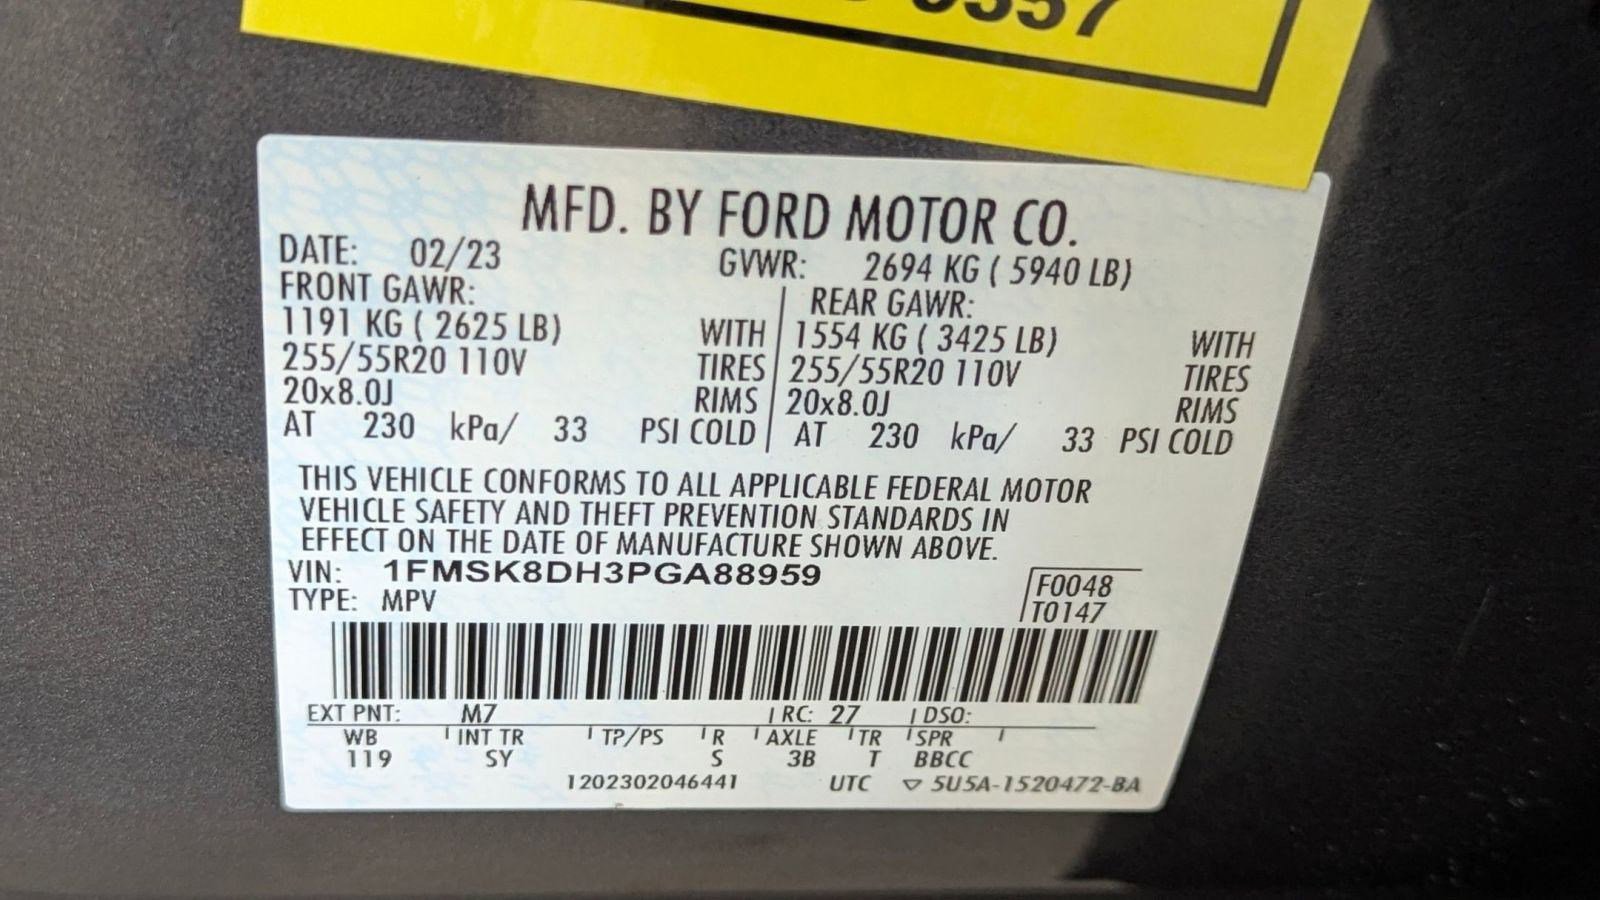 MFD. BY FORD MOTOR CO.
DATE: 02/23 GVWR: 2694 KG ( 5940 LB)
FRONT GAWR: REAR GAWR:
1191 KG ( 2625 LB) WITH 1554 KG ( 3425 LB) WITH
255/55R20 110V TIRES 255/55R20 110V TIRES
20x8.0J RIMS 20x8.0J RIMS
AT 230 kPa/ 33 PSI COLD AT 230 kPa/ 33 PSI COLD
THIS VEHICLE CONFORMS TO ALL APPLICABLE FEDERAL MOTOR
VEHICLE SAFETY AND THEFT PREVENTION STANDARDS IN
EFFECT ON THE DATE OF MANUFACTURE SHOWN ABOVE.
VIN: 1FMSK8DH3PGA88959 F0048
TYPE: MPV T0147
EXT PNT: M7 RC: 27 DSO:
WB INT TR TP/PS R AXLE TR SPR
119 SY S 3B T BBCC
1202302046441 UTC ▽ 5U5A-1520472-BA